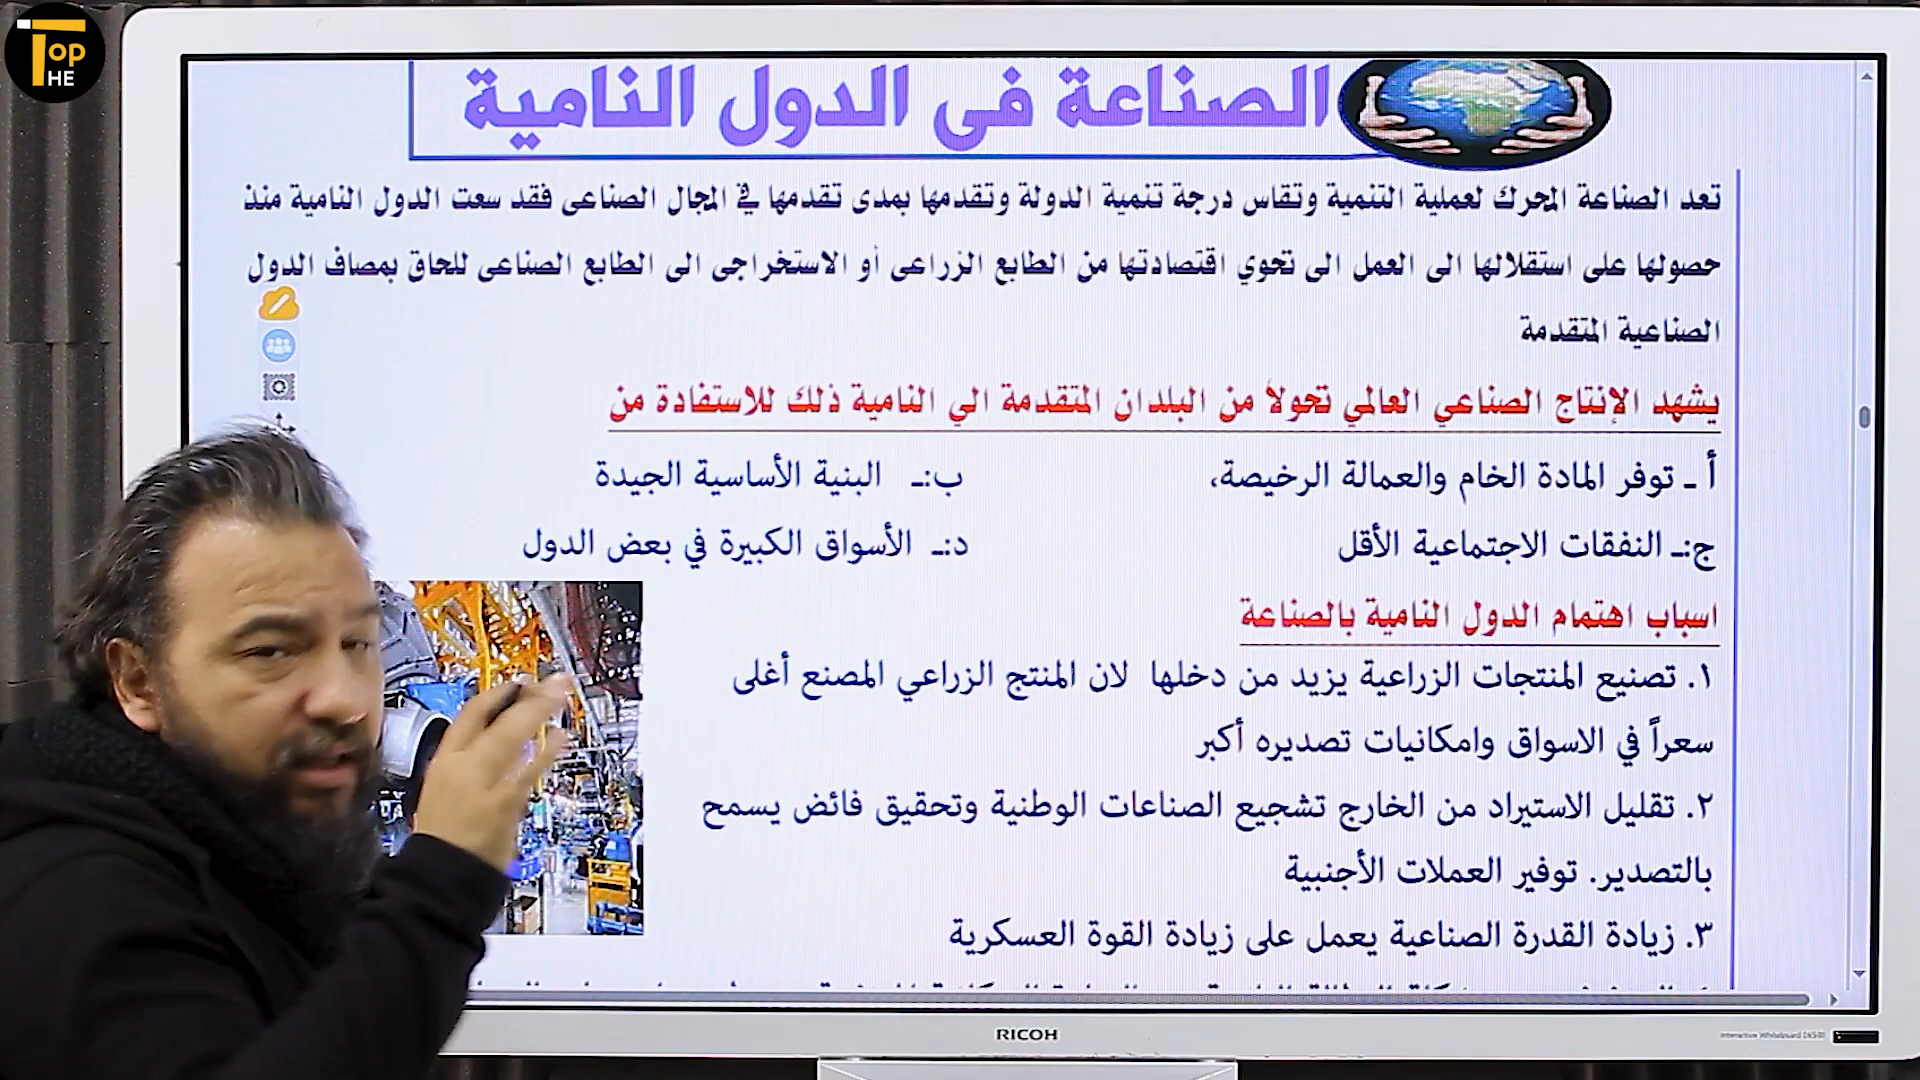 TOP
THE
الصناعة فى الدول النامية
تعد الصناعة المحرك لعملية التنمية وتقاس درجة تنمية الدولة وتقدمها بمدى تقدمها في المجال الصناعى فقد سعت الدول النامية منذ
حصولها على استقلالها الى العمل الى تحوي اقتصادتها من الطابع الزراعى أو الاستخراجى الى الطابع الصناعى للحاق بمصاف الدول
الصناعية المتقدمة
يشهد الإنتاج الصناعي العالمي تحولاً من البلدان المتقدمة الي النامية ذلك للاستفادة من
أ ـ توفر المادة الخام والعمالة الرخيصة، ب:ـ البنية الأساسية الجيدة
ج:ـ النفقات الاجتماعية الأقل د:ـ الأسواق الكبيرة في بعض الدول
اسباب اهتمام الدول النامية بالصناعة
١. تصنيع المنتجات الزراعية يزيد من دخلها لان المنتج الزراعي المصنع أغلى
سعراً في الاسواق وامكانيات تصديره أكبر
٢. تقليل الاستيراد من الخارج تشجيع الصناعات الوطنية وتحقيق فائض يسمح
بالتصدير. توفير العملات الأجنبية
٣. زيادة القدرة الصناعية يعمل على زيادة القوة العسكرية
RICOH
Interactive Whiteboard